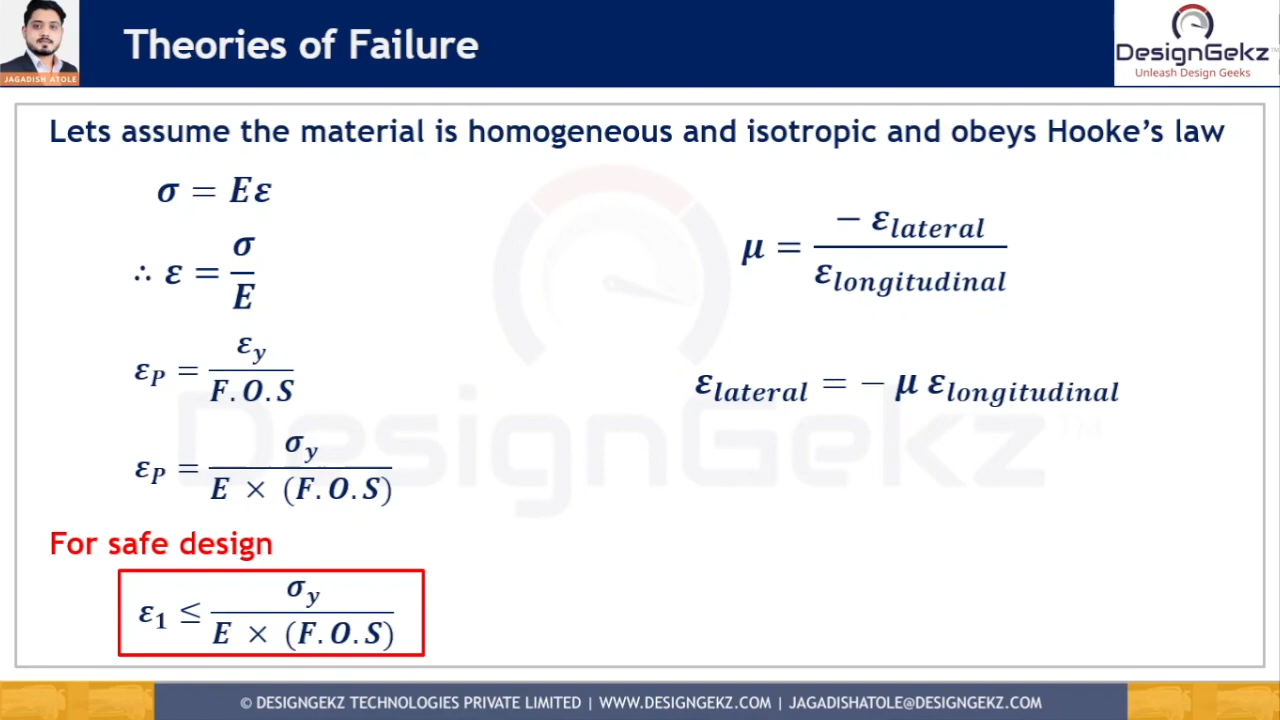 JAGADISH ATOLE
Theories of Failure
DesignGekz™
Unleash Design Geeks
Lets assume the material is homogeneous and isotropic and obeys Hooke’s law
σ = Eε
∴ ε = σ/E
ε_P = ε_y/F.O.S
ε_P = σ_y/E × (F.O.S)
For safe design
ε_1 ≤ σ_y/E × (F.O.S)
μ = − ε_lateral/ε_longitudinal
ε_lateral = − μ ε_longitudinal
DesignGekz™
© DESIGNGEKZ TECHNOLOGIES PRIVATE LIMITED | WWW.DESIGNGEKZ.COM | JAGADISHATOLE@DESIGNGEKZ.COM